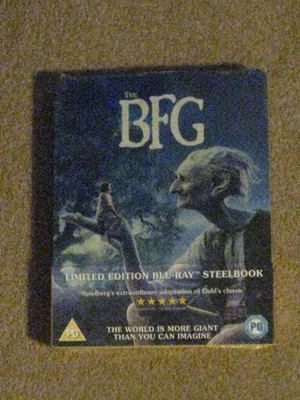 THE
BFG
LIMITED EDITION BLU-RAY™ STEELBOOK
'Spielberg's extraordinary adaptation of Dahl's classic
PG
THE WORLD IS MORE GIANT
THAN YOU CAN IMAGINE
PG